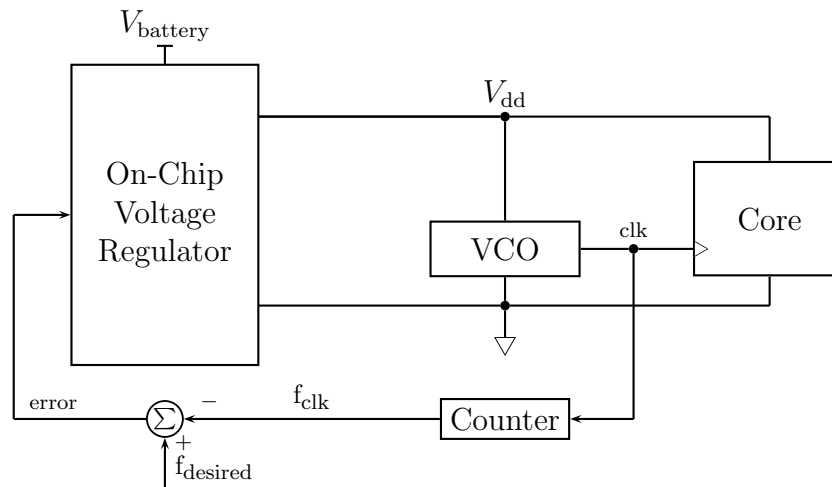 V_battery
V_dd
On-Chip
Voltage
Regulator
clk
VCO
Core
error
Σ
−
f_clk
Counter
+
f_desired